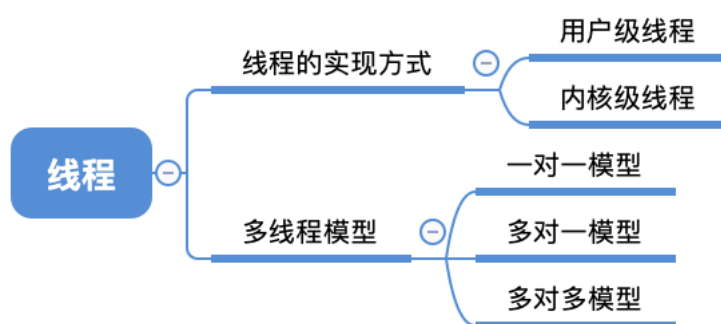 线程
线程的实现方式
用户级线程
内核级线程
多线程模型
一对一模型
多对一模型
多对多模型